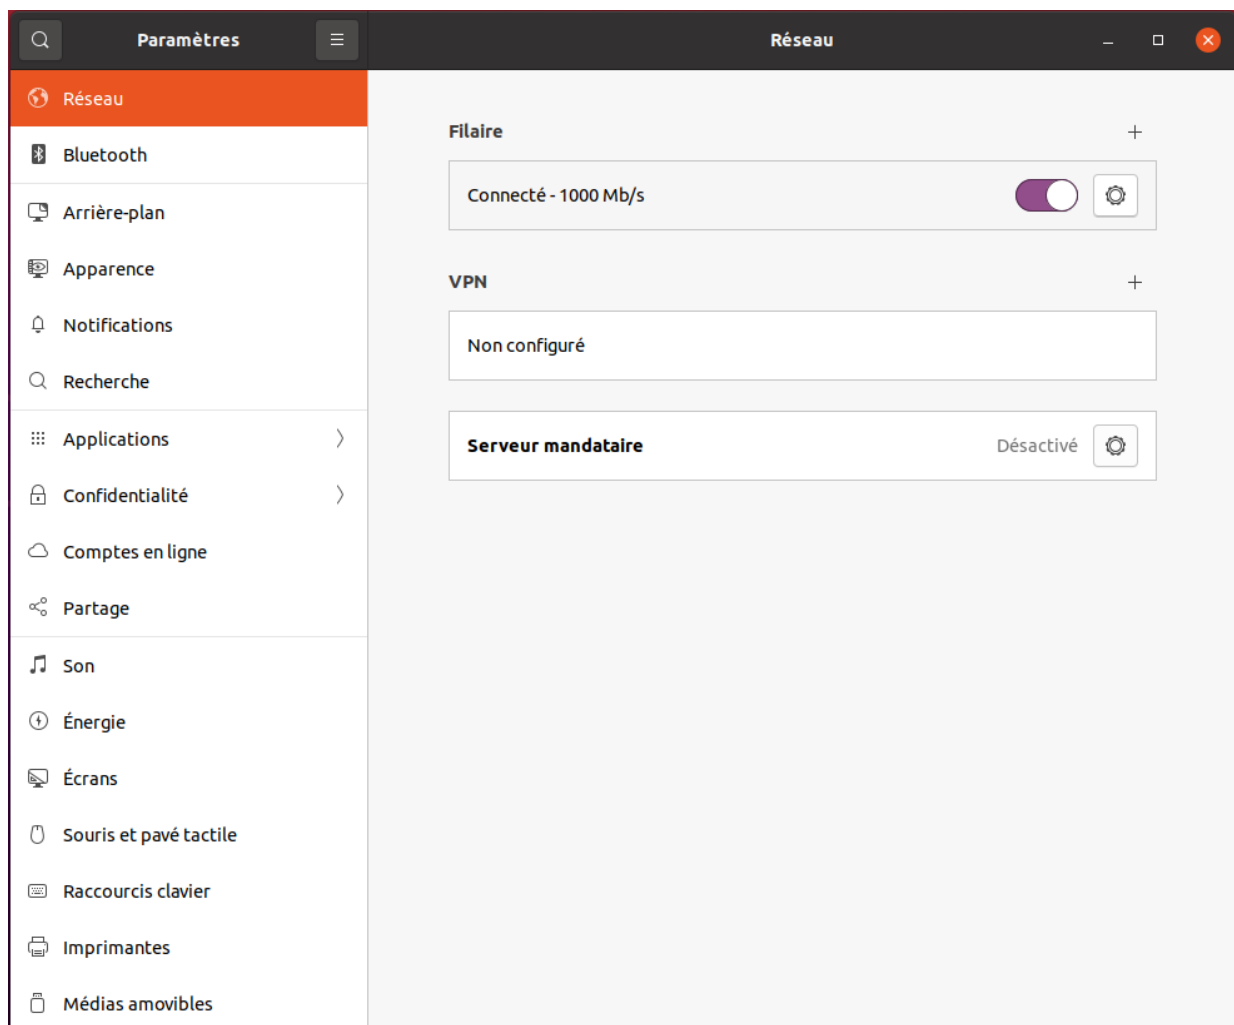 Paramètres
Réseau
Réseau
Bluetooth
Arrière-plan
Apparence
Notifications
Recherche
Applications
Confidentialité
Comptes en ligne
Partage
Son
Énergie
Écrans
Souris et pavé tactile
Raccourcis clavier
Imprimantes
Médias amovibles
Filaire
Connecté - 1000 Mb/s
VPN
Non configuré
Serveur mandataire
Désactivé